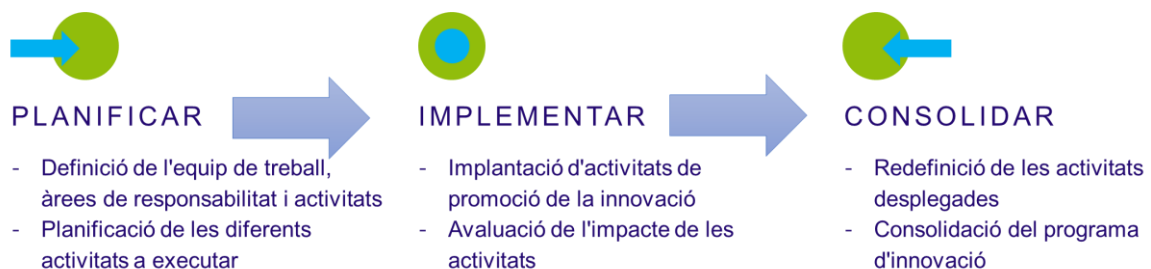 PLANIFICAR
- Definició de l'equip de treball,
àrees de responsabilitat i activitats
- Planificació de les diferents
activitats a executar
IMPLEMENTAR
- Implantació d'activitats de
promoció de la innovació
- Avaluació de l'impacte de les
activitats
CONSOLIDAR
- Redefinició de les activitats
desplegades
- Consolidació del programa
d'innovació